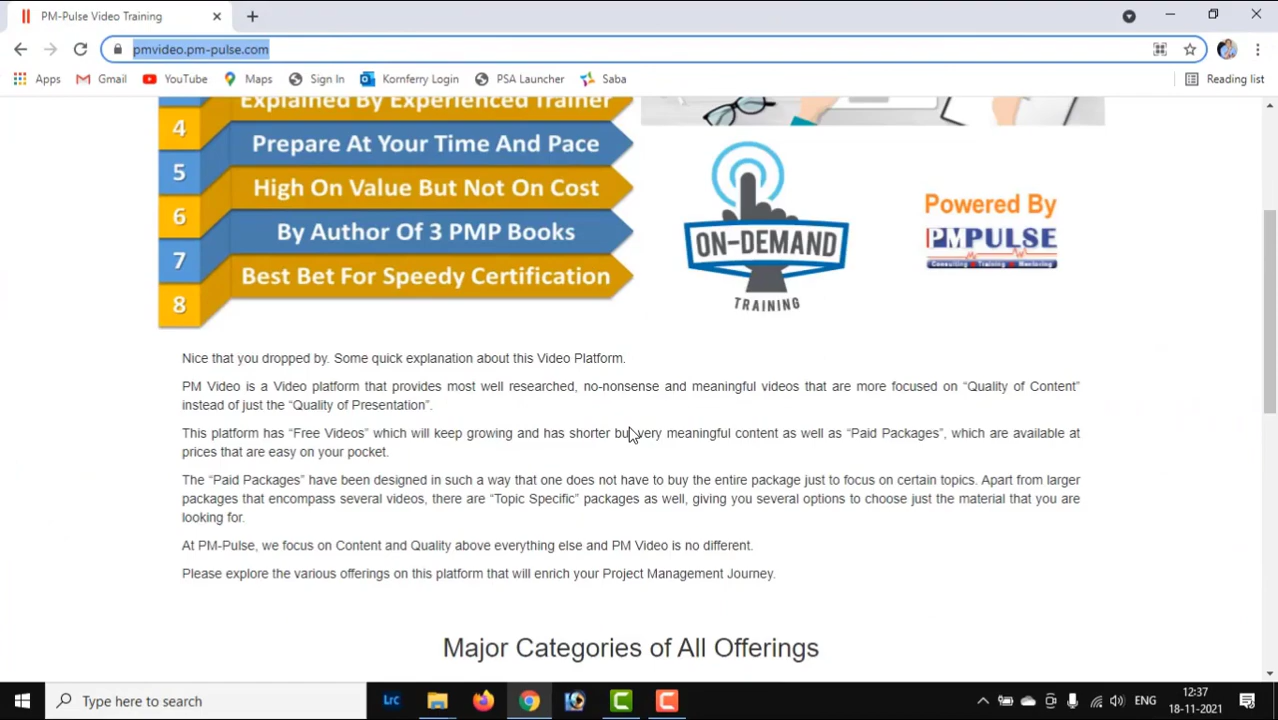 PM-Pulse Video Training
pmvideo.pm-pulse.com
Apps Gmail YouTube Maps Sign In Kornferry Login PSA Launcher Saba Reading list
Explained By Experienced Trainer
4
Prepare At Your Time And Pace
5
High On Value But Not On Cost
6
By Author Of 3 PMP Books
7
Best Bet For Speedy Certification
8
ON-DEMAND
TRAINING
Powered By
PMPULSE
Consulting Training Mentoring
Nice that you dropped by. Some quick explanation about this Video Platform.
PM Video is a Video platform that provides most well researched, no-nonsense and meaningful videos that are more focused on “Quality of Content”
instead of just the “Quality of Presentation”.
This platform has “Free Videos” which will keep growing and has shorter but very meaningful content as well as “Paid Packages”, which are available at
prices that are easy on your pocket.
The “Paid Packages” have been designed in such a way that one does not have to buy the entire package just to focus on certain topics. Apart from larger
packages that encompass several videos, there are “Topic Specific” packages as well, giving you several options to choose just the material that you are
looking for.
At PM-Pulse, we focus on Content and Quality above everything else and PM Video is no different.
Please explore the various offerings on this platform that will enrich your Project Management Journey.
Major Categories of All Offerings
Type here to search
Lrc
ENG
12:37
18-11-2021